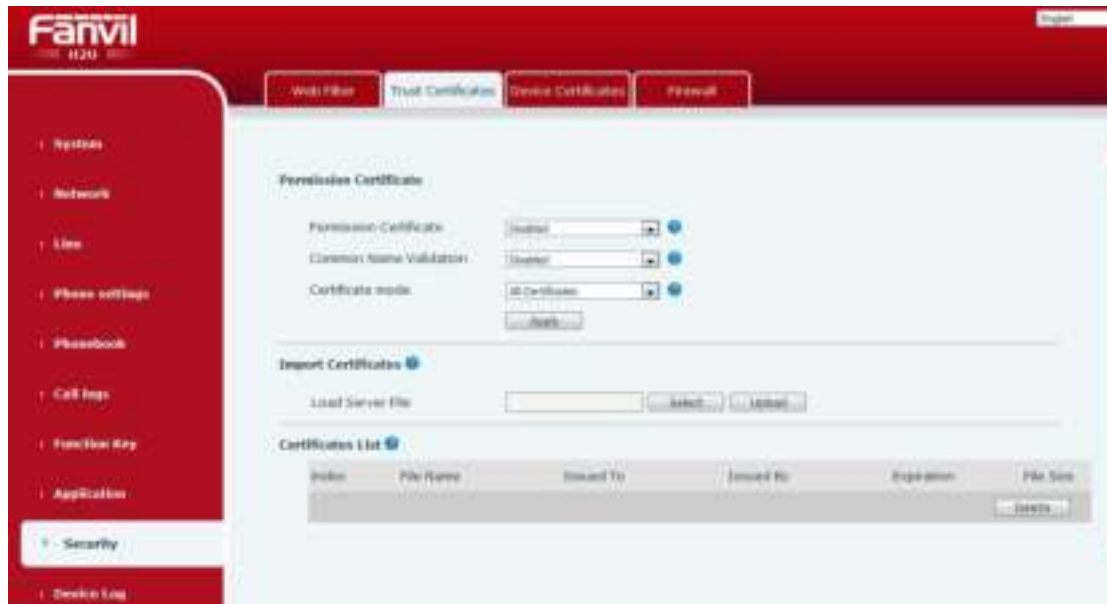 Fanvil
H2U
English
Web Filter Trust Certificates Device Certificates Firewall
System
Network
Line
Phone settings
Phonebook
Call logs
Function Key
Application
Security
Device Log
Permission Certificate
Permission Certificate Disabled
Common Name Validation Disabled
Certificate mode All Certificates
Apply
Import Certificates
Load Server File Select Upload
Certificates List
Index File Name Issued To Issued By Expiration File Size
Delete